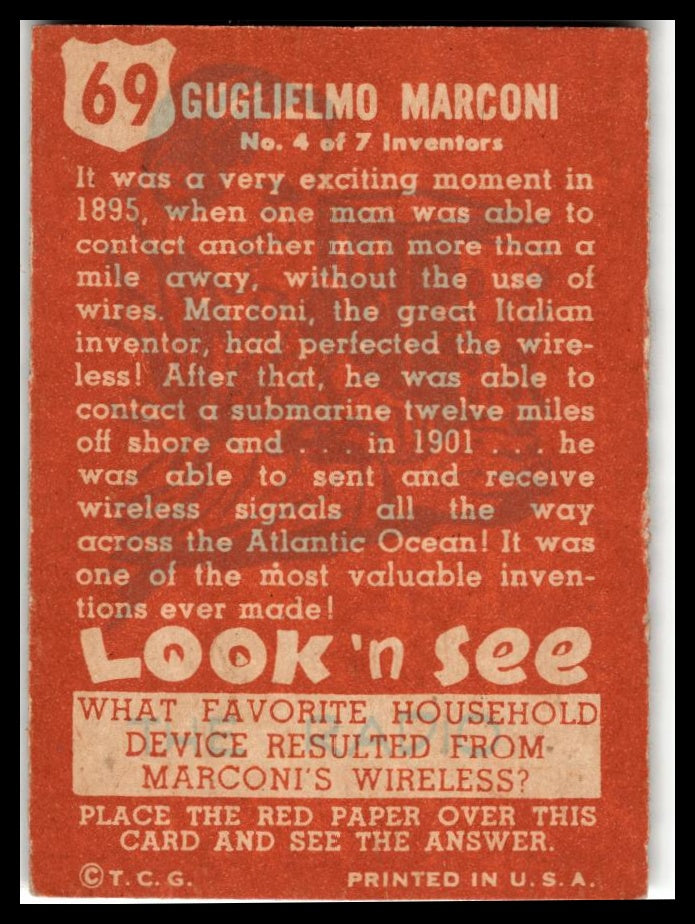 69
GUGLIELMO MARCONI
No. 4 of 7 Inventors
It was a very exciting moment in
1895, when one man was able to
contact another man more than a
mile away, without the use of
wires. Marconi, the great Italian
inventor, had perfected the wire-
less! After that, he was able to
contact a submarine twelve miles
off shore and . . . in 1901 . . . he
was able to sent and receive
wireless signals all the way
across the Atlantic Ocean! It was
one of the most valuable inven-
tions ever made!
LOOK 'n SEE
WHAT FAVORITE HOUSEHOLD
DEVICE RESULTED FROM
MARCONI'S WIRELESS?
THE RADIO
PLACE THE RED PAPER OVER THIS
CARD AND SEE THE ANSWER.
© T. C. G.
PRINTED IN U. S. A.